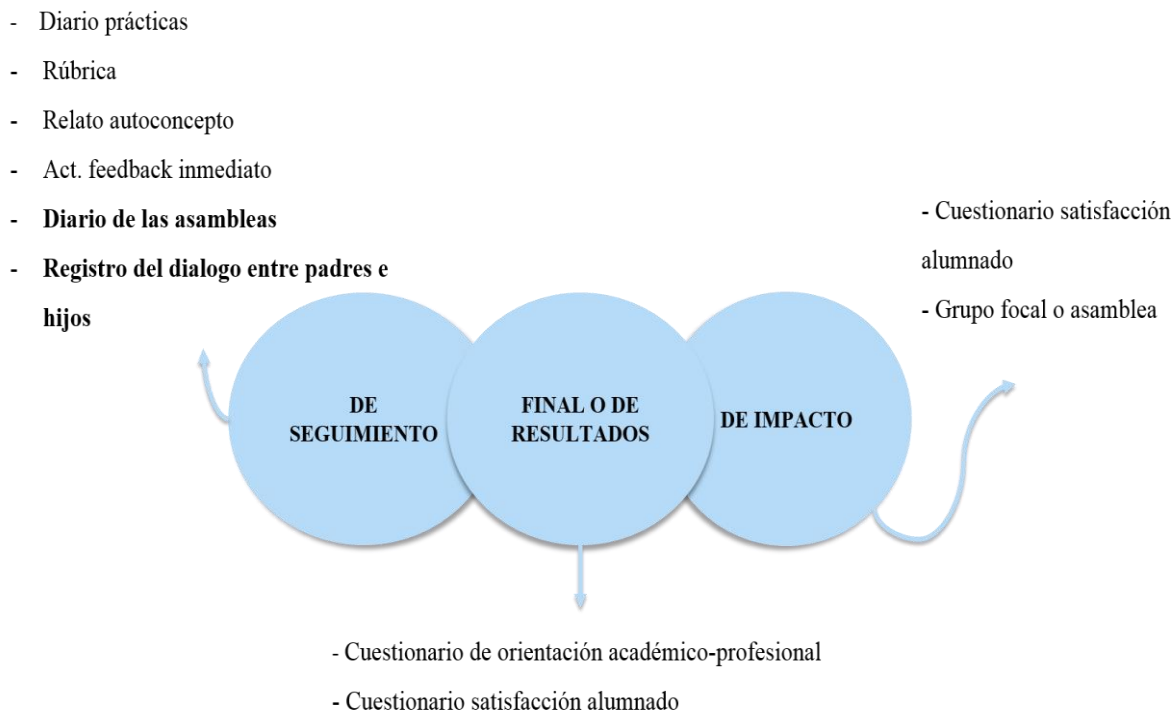 - Diario prácticas
- Rúbrica
- Relato autoconcepto
- Act. feedback inmediato
- Diario de las asambleas
- Registro del dialogo entre padres e
hijos
- Cuestionario satisfacción
alumnado
- Grupo focal o asamblea
DE
SEGUIMIENTO
FINAL O DE
RESULTADOS
DE IMPACTO
- Cuestionario de orientación académico-profesional
- Cuestionario satisfacción alumnado